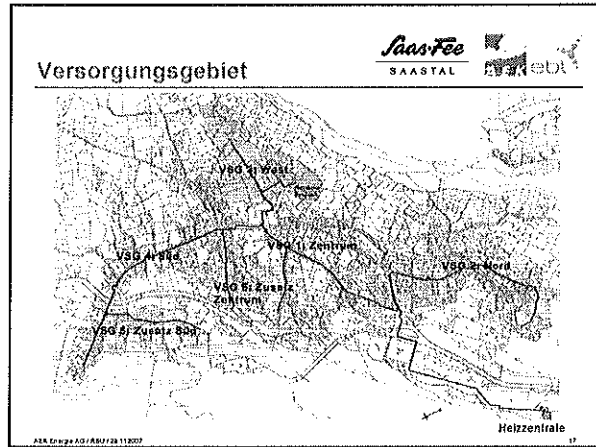 Versorgungsgebiet
Saas-Fee
SAASTAL
ebl
VSG 3: West
VSG 4: Süd
VSG 1: Zentrum
VSG 2: Nord
VSG 6: Zusatz
Zentrum
VSG 5: Zusatz Süd
Heizzentrale
17